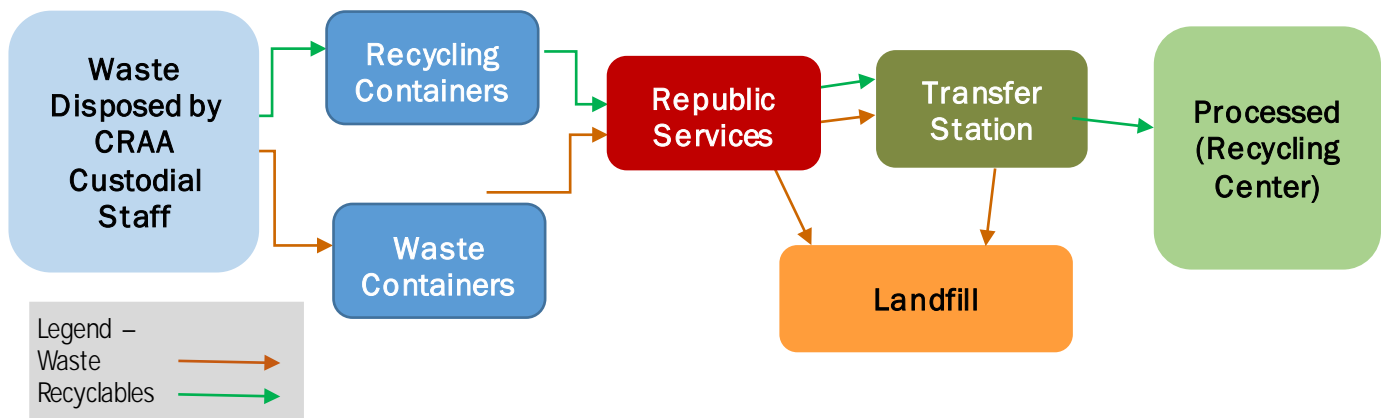 Waste
Disposed by
CRAA
Custodial
Staff
Recycling
Containers
Waste
Containers
Republic
Services
Transfer
Station
Landfill
Processed
(Recycling
Center)
Legend –
Waste
Recyclables